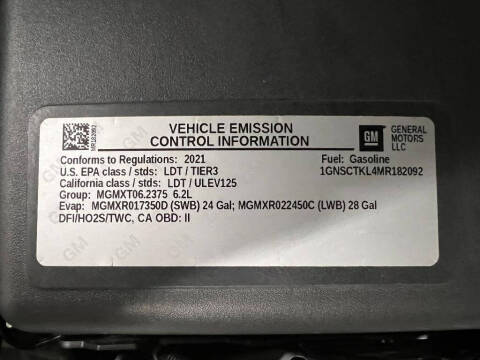 MR182092
VEHICLE EMISSION
CONTROL INFORMATION
GM
GENERAL
MOTORS
LLC
Conforms to Regulations: 2021
Fuel: Gasoline
U.S. EPA class / stds: LDT / TIER3
1GNSCTKL4MR182092
California class / stds: LDT / ULEV125
Group: MGMXT06.2375 6.2L
Evap: MGMXR017350D (SWB) 24 Gal; MGMXR022450C (LWB) 28 Gal
DFI/HO2S/TWC, CA OBD: II